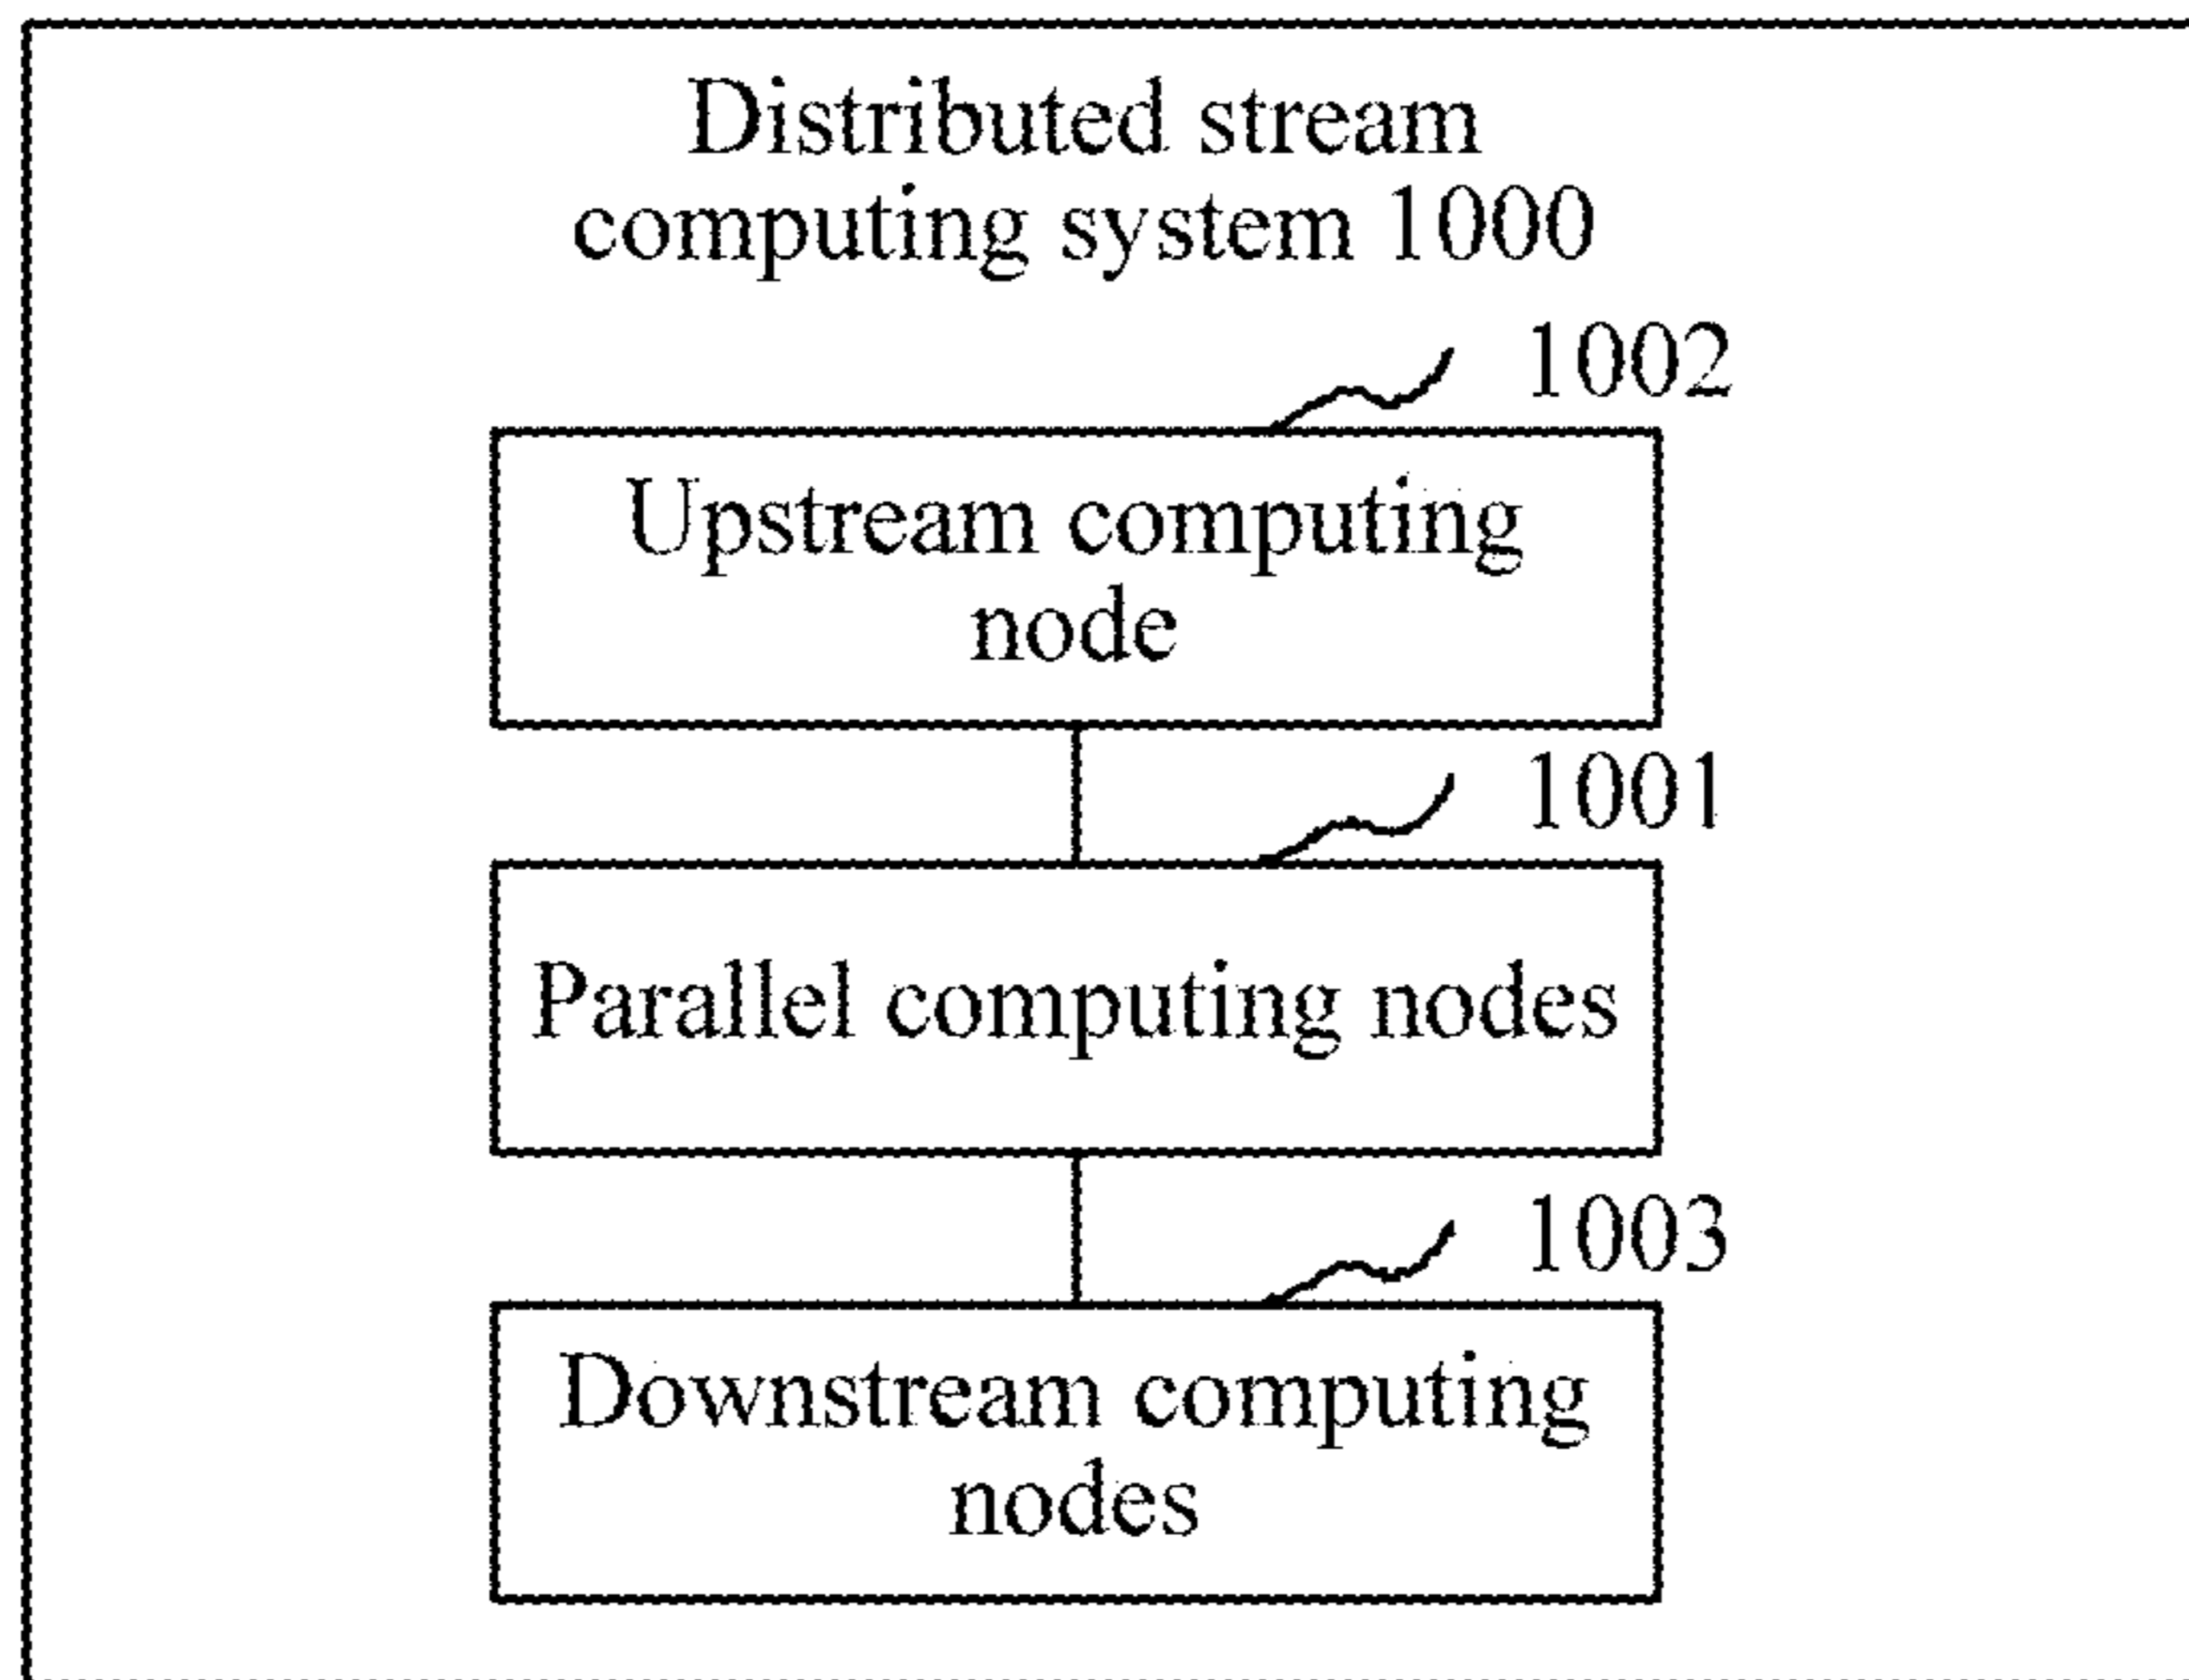 Distributed stream
computing system 1000
1002
Upstream computing
node
1001
Parallel computing nodes
1003
Downstream computing
nodes